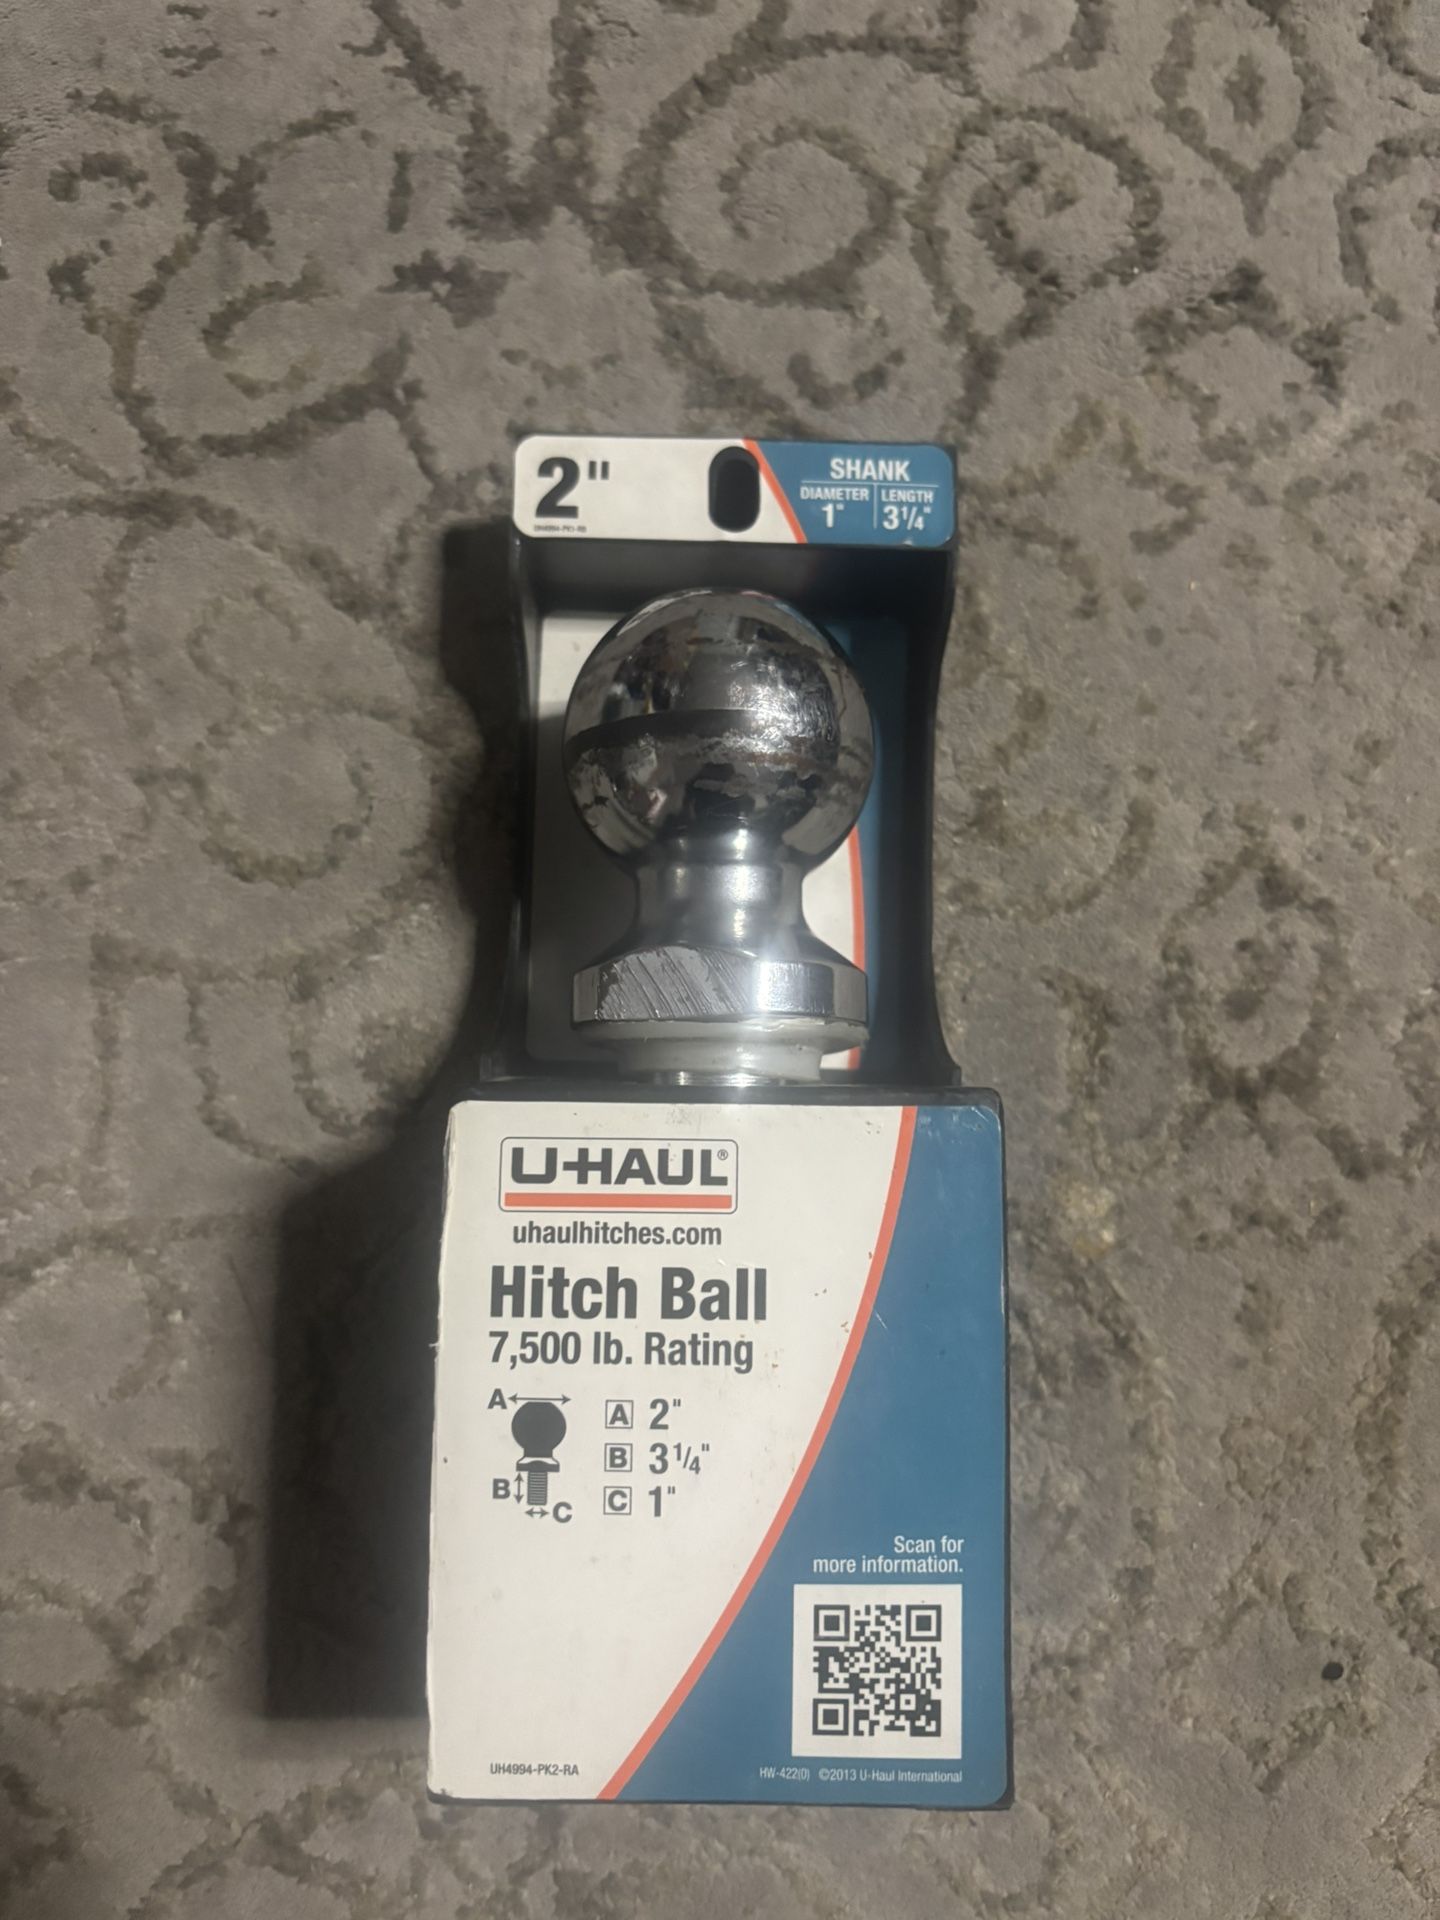 2"
SHANK
DIAMETER LENGTH
1" 3 1/4"
U-HAUL®
uhaulhitches.com
Hitch Ball
7,500 lb. Rating
A
A 2"
B 3 1/4"
C 1"
B
C
Scan for
more information.
UH4994-PK2-RA
HW-422(0) ©2013 U-Haul International